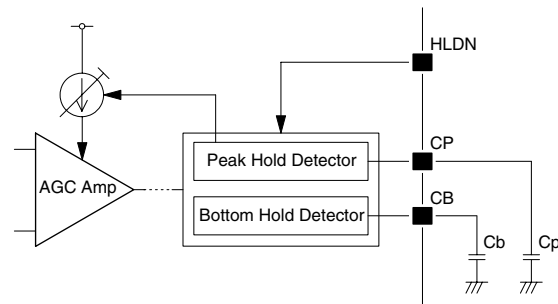 HLDN
CP
Peak Hold Detector
AGC Amp
CB
Bottom Hold Detector
Cb
Cp